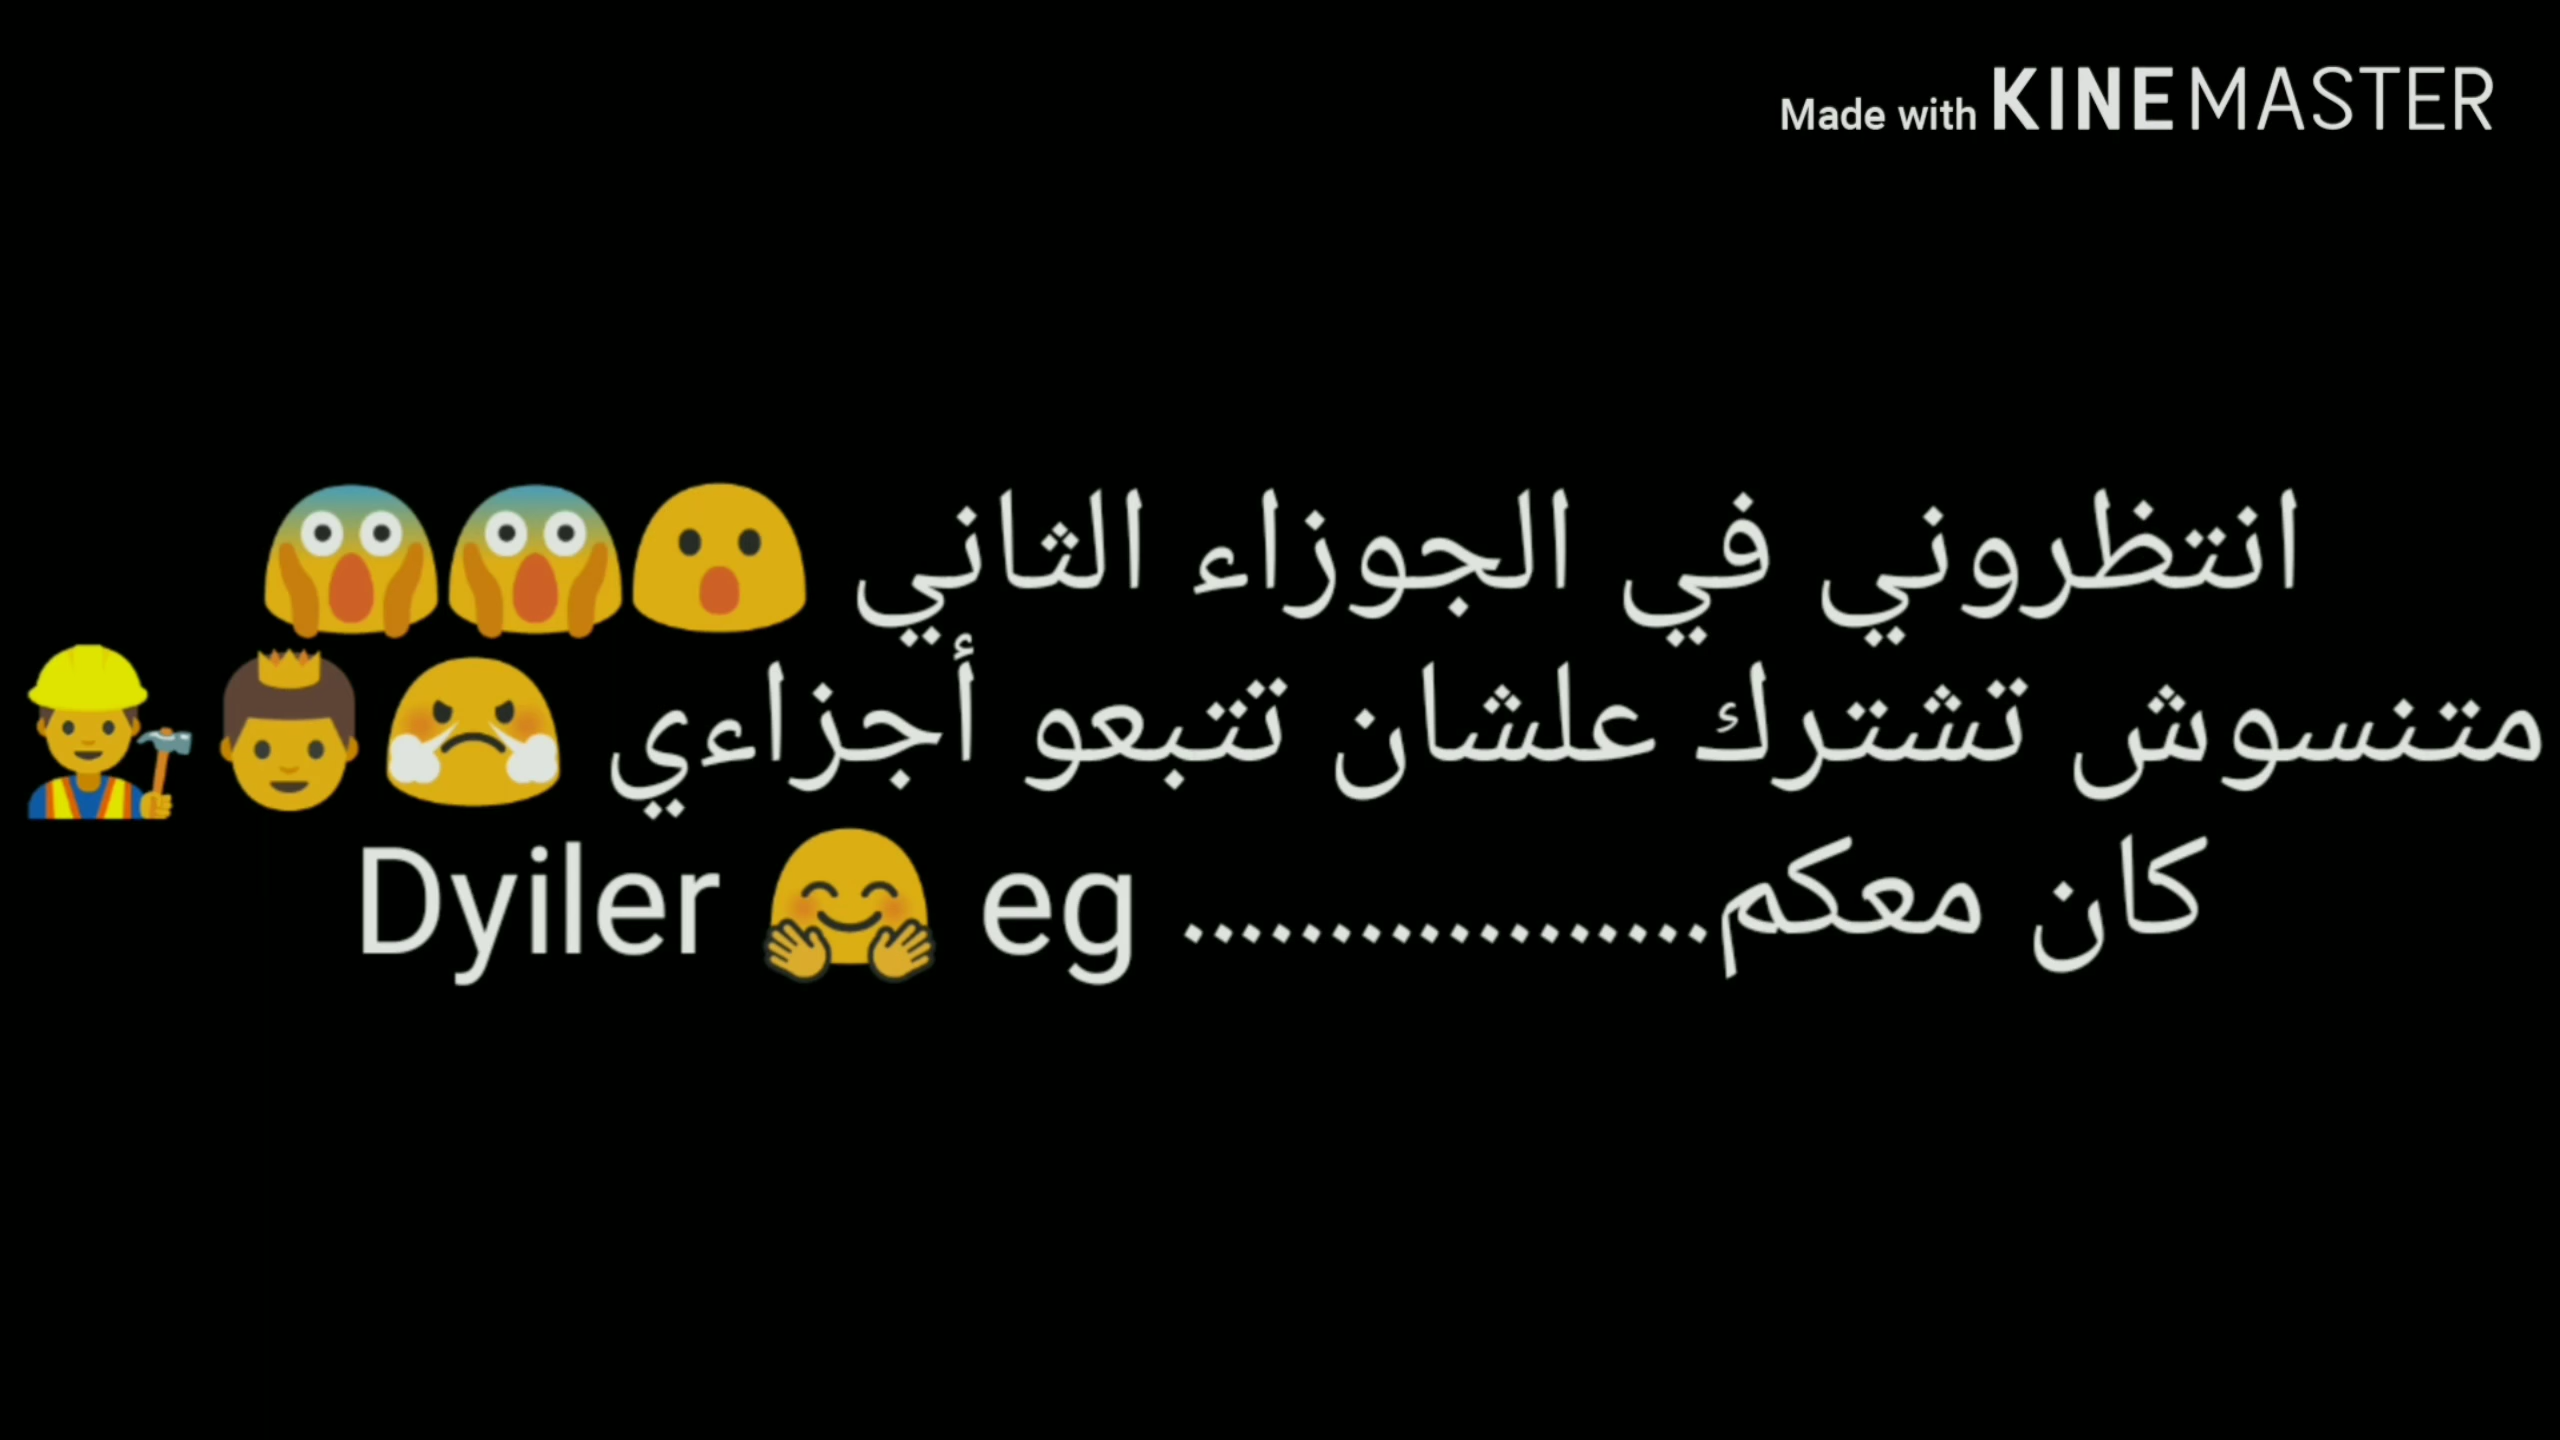 Made with KINEMASTER
انتظروني في الجوزاء الثاني 😮😱😱
متنسوش تشترك علشان تتبعو أجزاءي 😤🤴👷
كان معكم.................. Dyiler 🤗 eg